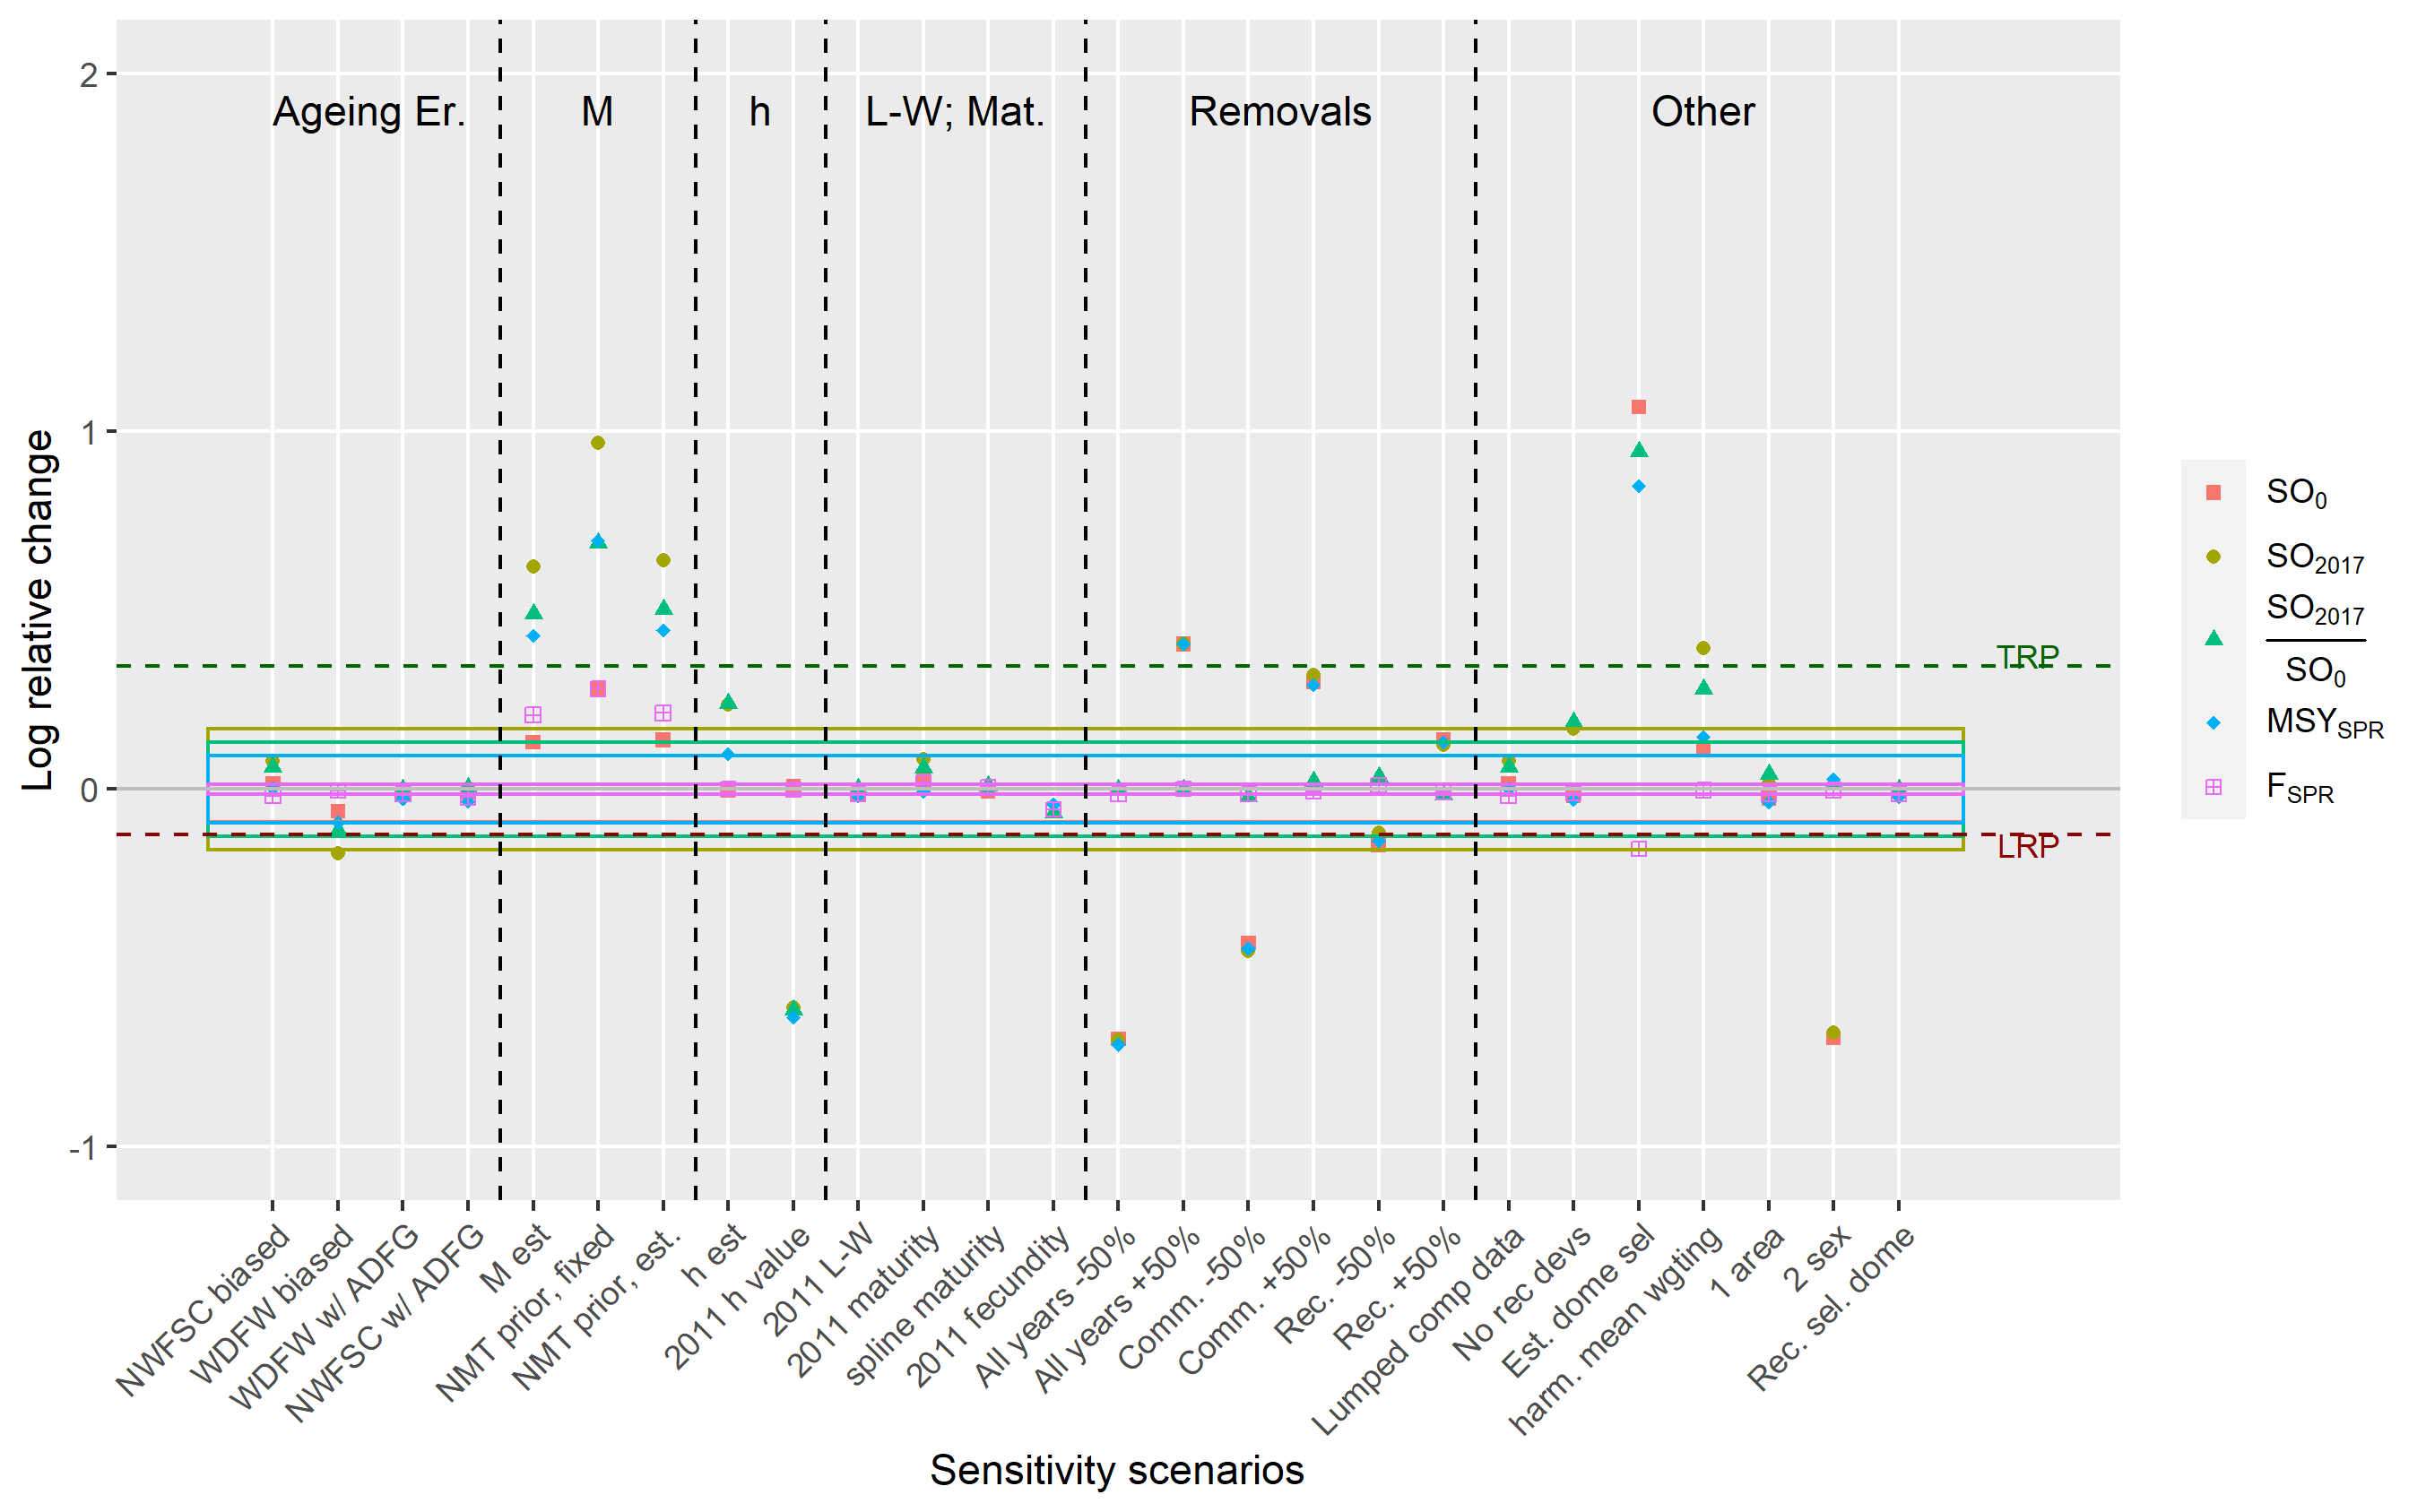 2
Ageing Er. M h L-W; Mat. Removals Other
1
0
-1
Log relative change
TRP
LRP
SO0
SO2017
SO2017
SO0
MSYSPR
FSPR
NWFSC biased
WDFW biased
WDFW w/ ADFG
NWFSC w/ ADFG
M est
NMT prior, fixed
NMT prior, est.
h est
2011 h value
2011 L-W
2011 maturity
spline maturity
2011 fecundity
All years -50%
All years +50%
Comm. -50%
Comm. +50%
Rec. -50%
Rec. +50%
Lumped comp data
No rec devs
Est. dome sel
harm. mean wgting
1 area
2 sex
Rec. sel. dome
Sensitivity scenarios